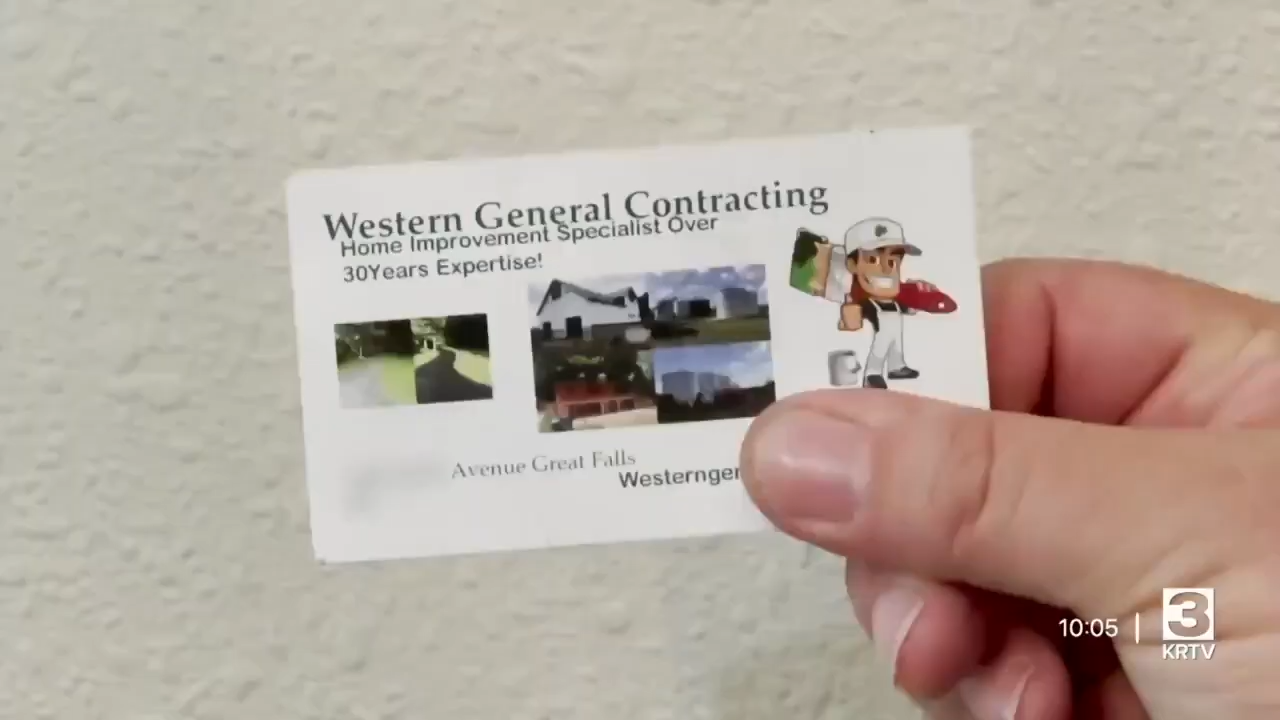 Western General Contracting
Home Improvement Specialist Over
30Years Expertise!
Avenue Great Falls
Westernger
10:05 |
3
KRTV